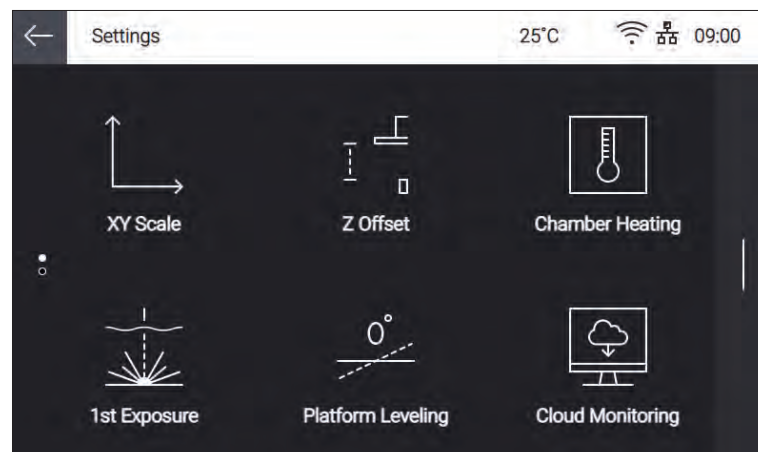 Settings
25°C
09:00
XY Scale
Z Offset
Chamber Heating
0°
1st Exposure
Platform Leveling
Cloud Monitoring